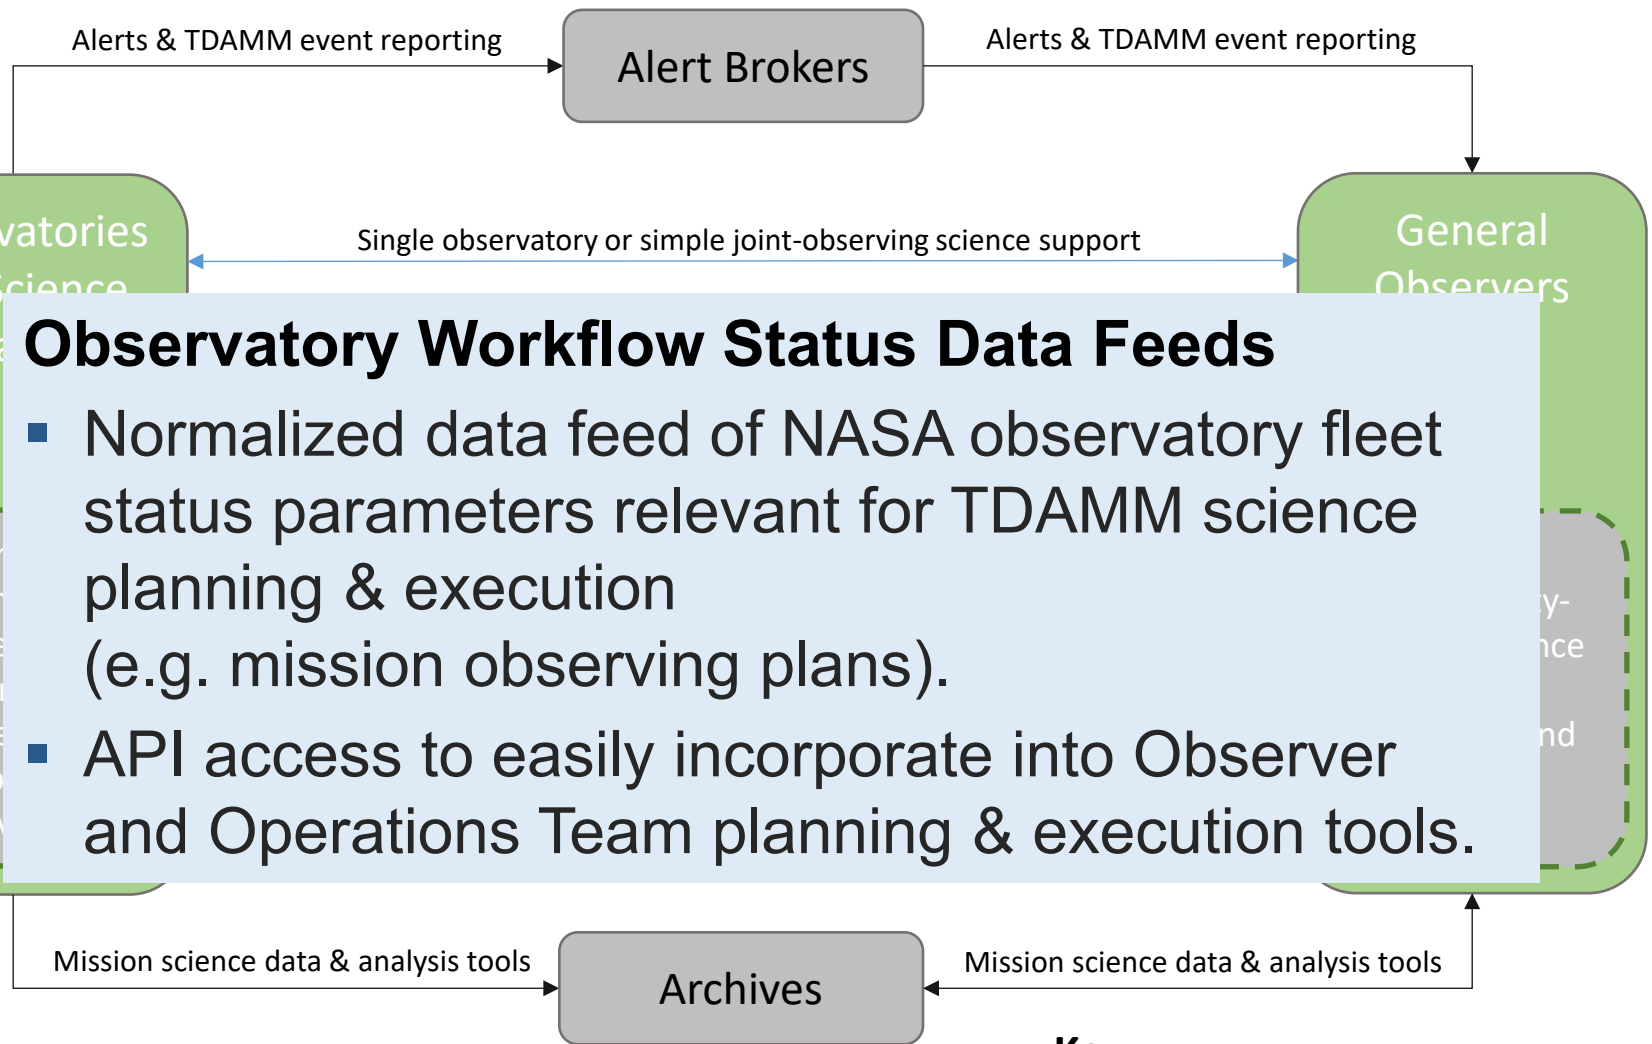 Alerts & TDAMM event reporting
Alert Brokers
Alerts & TDAMM event reporting
Single observatory or simple joint-observing science support
General
Observers
Observatory Workflow Status Data Feeds
▪ Normalized data feed of NASA observatory fleet
status parameters relevant for TDAMM science
planning & execution
(e.g. mission observing plans).
▪ API access to easily incorporate into Observer
and Operations Team planning & execution tools.
Mission science data & analysis tools
Archives
Mission science data & analysis tools